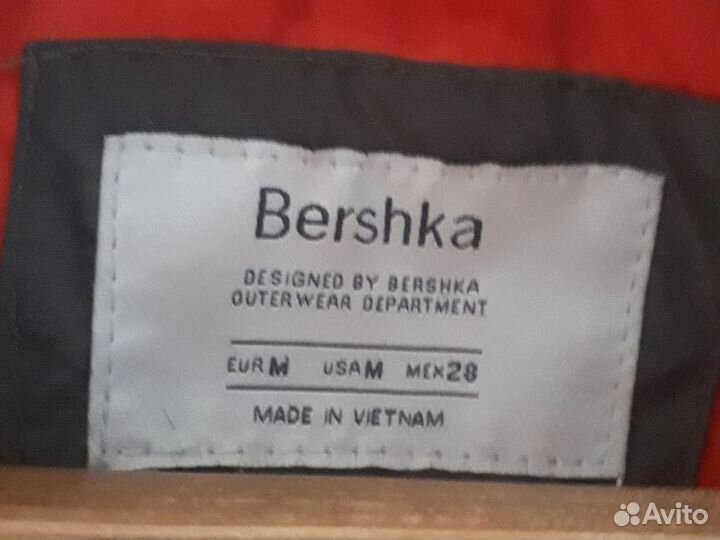 Bershka
DESIGNED BY BERSHKA
OUTERWEAR DEPARTMENT
EUR M USA M MEX 28
MADE IN VIETNAM
Avito